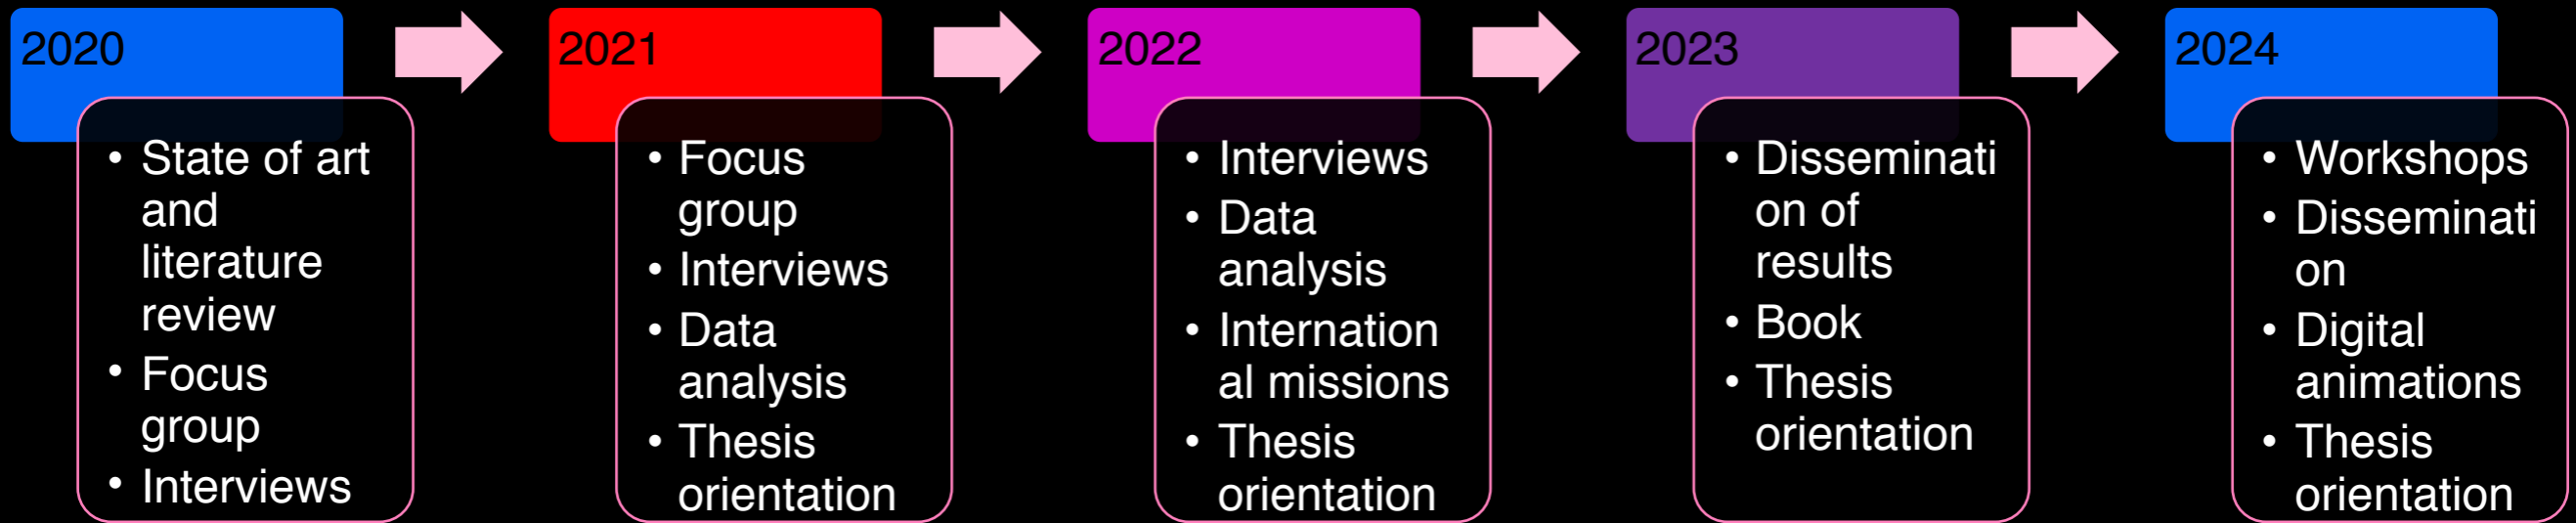 2020
• State of art
and
literature
review
• Focus
group
• Interviews
2021
• Focus
group
• Interviews
• Data
analysis
• Thesis
orientation
2022
• Interviews
• Data
analysis
• Internation
al missions
• Thesis
orientation
2023
• Disseminati
on of
results
• Book
• Thesis
orientation
2024
• Workshops
• Disseminati
on
• Digital
animations
• Thesis
orientation